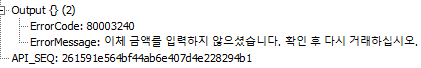 Output {} (2)
ErrorCode: 80003240
ErrorMessage: 이체 금액를 입력하지 않으셨습니다. 확인 후 다시 거래하십시오.
API_SEQ: 261591e564bf44ab6e407d4e228294b1